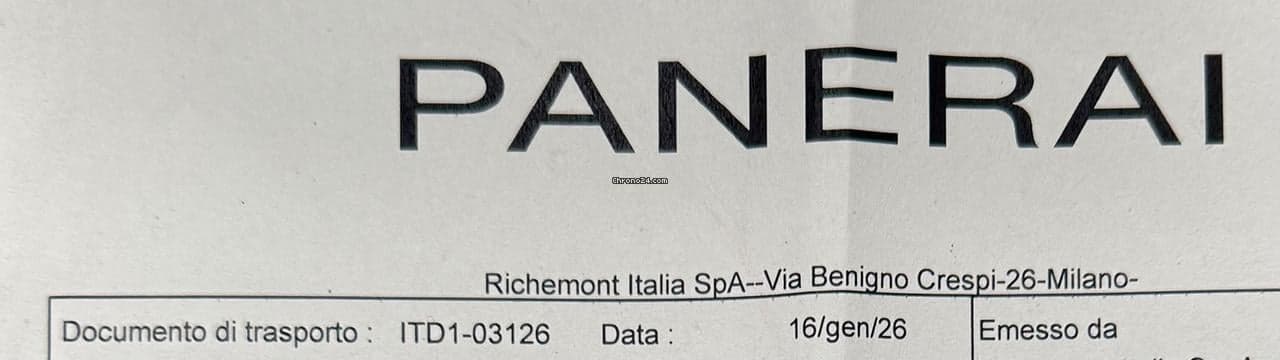 PANERAI
Chrono24.com
Richemont Italia SpA--Via Benigno Crespi-26-Milano-
Documento di trasporto : ITD1-03126 Data : 16/gen/26 Emesso da